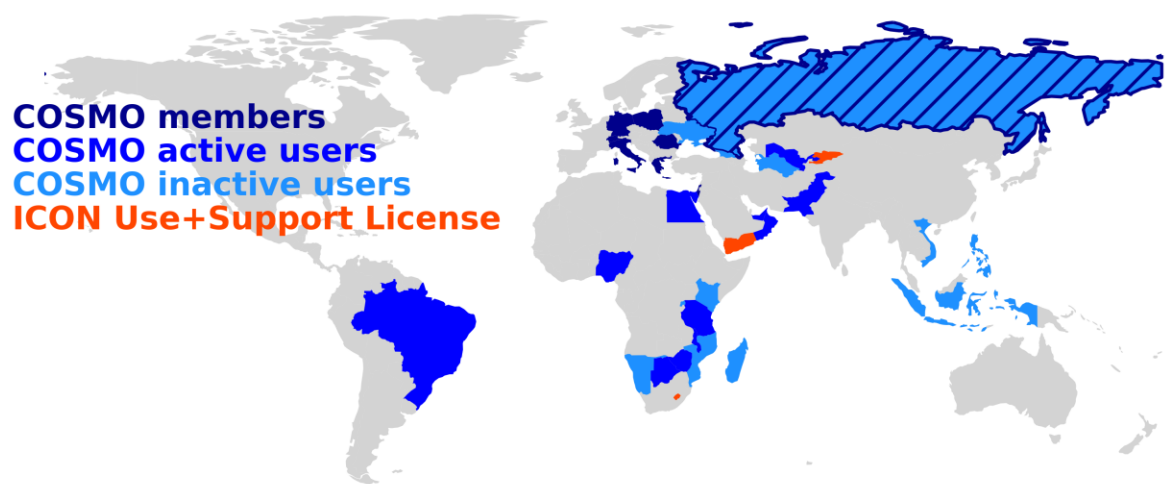 COSMO members
COSMO active users
COSMO inactive users
ICON Use+Support License